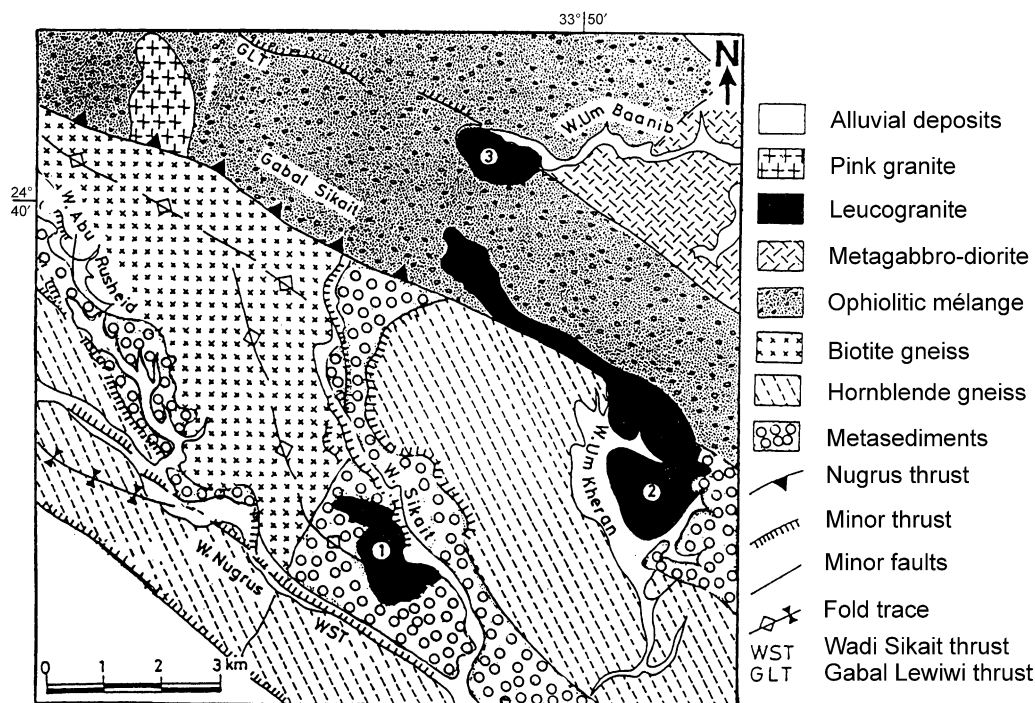 33° 50'
N
GLT
W.Um Baanib
3
Gabal Sikait
24°
40'
W. Abu
Rusheid
W. Um Kheran
W. Sikait
2
1
W. Nugrus
WST
0 1 2 3 km
Alluvial deposits
Pink granite
Leucogranite
Metagabbro-diorite
Ophiolitic mélange
Biotite gneiss
Hornblende gneiss
Metasediments
Nugrus thrust
Minor thrust
Minor faults
Fold trace
WST Wadi Sikait thrust
GLT Gabal Lewiwi thrust